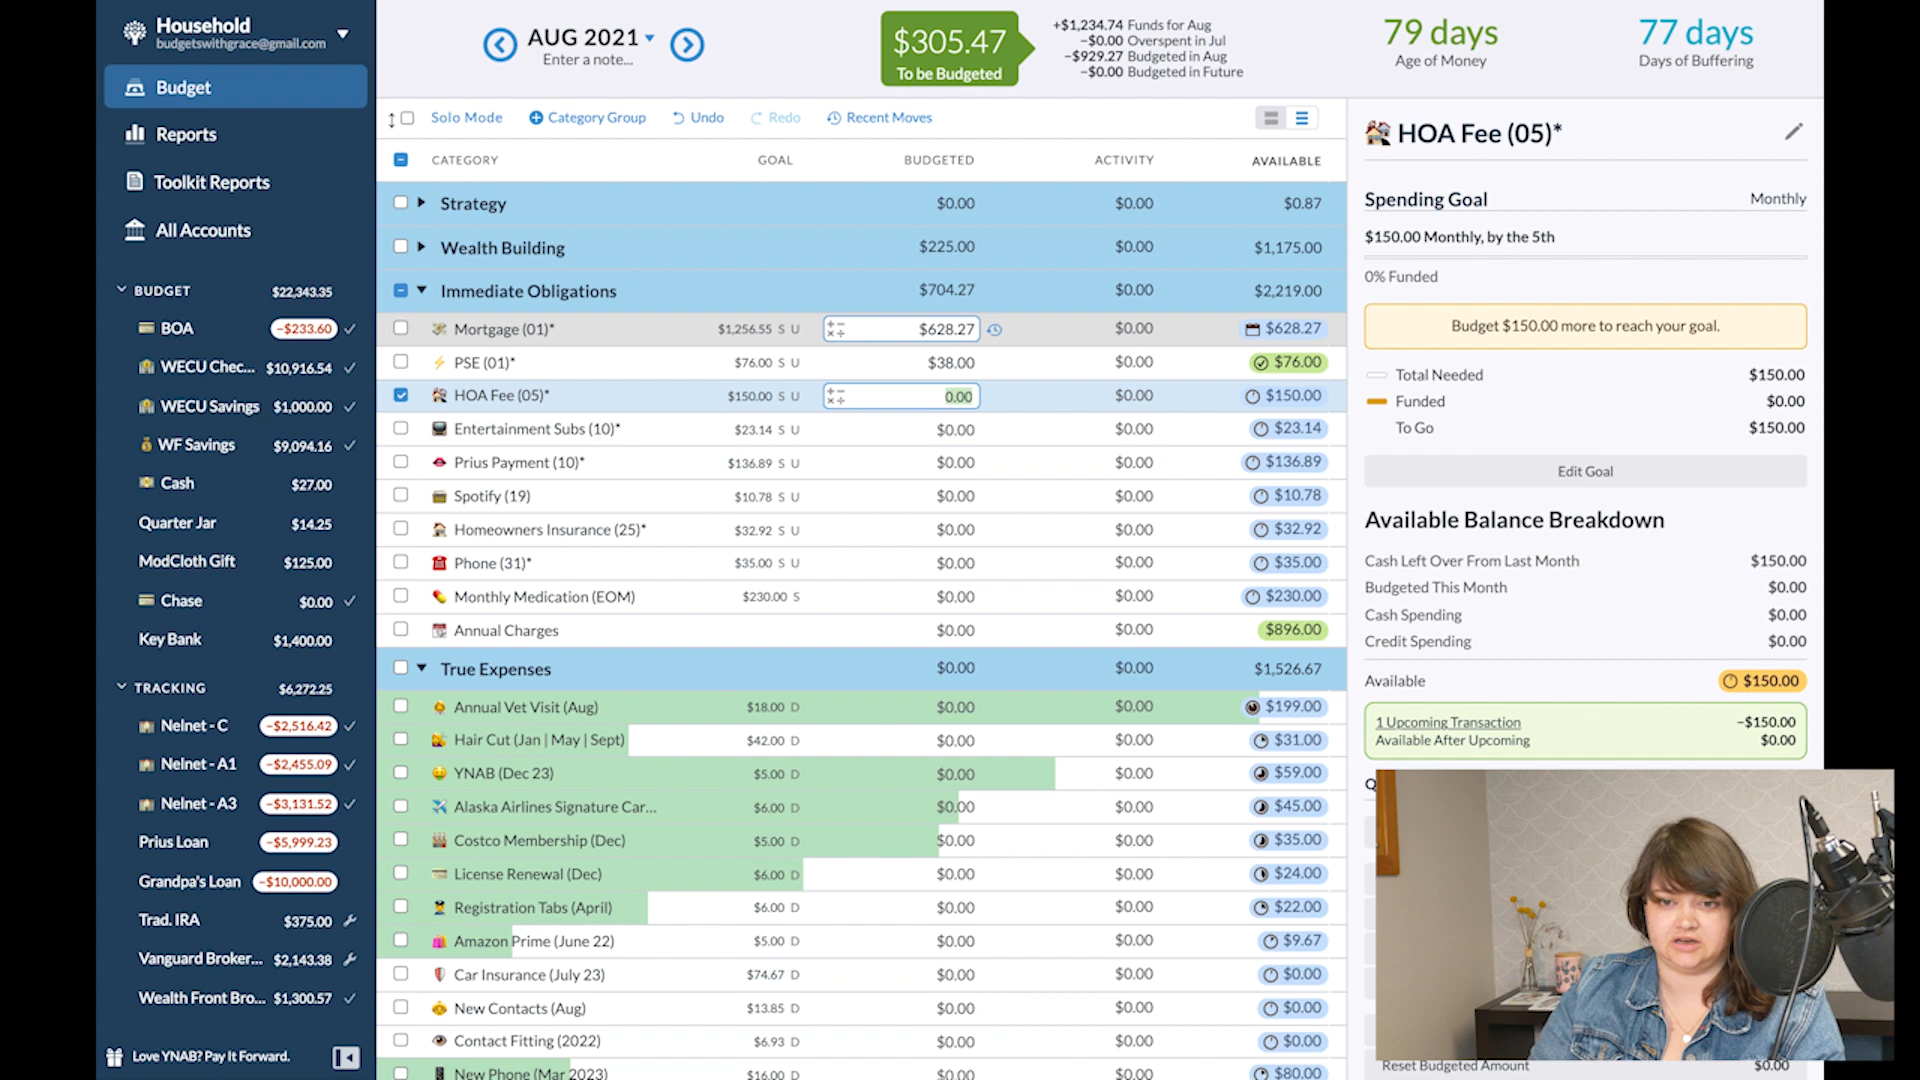 Household
budgetswithgrace@gmail.com
Budget
Reports
Toolkit Reports
All Accounts
BUDGET $22,343.35
BOA -$233.60
WECU Chec... $10,916.54
WECU Savings $1,000.00
WF Savings $9,094.16
Cash $27.00
Quarter Jar $14.25
ModCloth Gift $125.00
Chase $0.00
Key Bank $1,400.00
TRACKING $6,272.25
Nelnet - C -$2,516.42
Nelnet - A1 -$2,455.09
Nelnet - A3 -$3,131.52
Prius Loan -$5,999.23
Grandpa's Loan -$10,000.00
Trad. IRA $375.00
Vanguard Broker... $2,143.38
Wealth Front Bro... $1,300.57
Love YNAB? Pay It Forward.
AUG 2021
Enter a note...
$305.47
To be Budgeted
+$1,234.74 Funds for Aug
-$0.00 Overspent in Jul
-$929.27 Budgeted in Aug
-$0.00 Budgeted in Future
79 days
Age of Money
77 days
Days of Buffering
Solo Mode Category Group Undo Redo Recent Moves
CATEGORY GOAL BUDGETED ACTIVITY AVAILABLE
Strategy $0.00 $0.00 $0.87
Wealth Building $225.00 $0.00 $1,175.00
Immediate Obligations $704.27 $0.00 $2,219.00
Mortgage (01)* $1,256.55 S U $628.27 $0.00 $628.27
PSE (01)* $76.00 S U $38.00 $0.00 $76.00
HOA Fee (05)* $150.00 S U 0.00 $0.00 $150.00
Entertainment Subs (10)* $23.14 S U $0.00 $0.00 $23.14
Prius Payment (10)* $136.89 S U $0.00 $0.00 $136.89
Spotify (19) $10.78 S U $0.00 $0.00 $10.78
Homeowners Insurance (25)* $32.92 S U $0.00 $0.00 $32.92
Phone (31)* $35.00 S U $0.00 $0.00 $35.00
Monthly Medication (EOM) $230.00 S $0.00 $0.00 $230.00
Annual Charges $0.00 $0.00 $896.00
True Expenses $0.00 $0.00 $1,526.67
Annual Vet Visit (Aug) $18.00 D $0.00 $0.00 $199.00
Hair Cut (Jan | May | Sept) $42.00 D $0.00 $0.00 $31.00
YNAB (Dec 23) $5.00 D $0.00 $0.00 $59.00
Alaska Airlines Signature Car... $6.00 D $0.00 $0.00 $45.00
Costco Membership (Dec) $5.00 D $0.00 $0.00 $35.00
License Renewal (Dec) $6.00 D $0.00 $0.00 $24.00
Registration Tabs (April) $6.00 D $0.00 $0.00 $22.00
Amazon Prime (June 22) $5.00 D $0.00 $0.00 $9.67
Car Insurance (July 23) $74.67 D $0.00 $0.00 $0.00
New Contacts (Aug) $13.85 D $0.00 $0.00 $0.00
Contact Fitting (2022) $6.93 D $0.00 $0.00 $0.00
New Phone (Mar 2023) $16.00 D $0.00 $0.00 $80.00
HOA Fee (05)*
Spending Goal Monthly
$150.00 Monthly, by the 5th
0% Funded
Budget $150.00 more to reach your goal.
Total Needed $150.00
Funded $0.00
To Go $150.00
Edit Goal
Available Balance Breakdown
Cash Left Over From Last Month $150.00
Budgeted This Month $0.00
Cash Spending $0.00
Credit Spending $0.00
Available $150.00
1 Upcoming Transaction -$150.00
Available After Upcoming $0.00
Reset Budgeted Amount $0.00